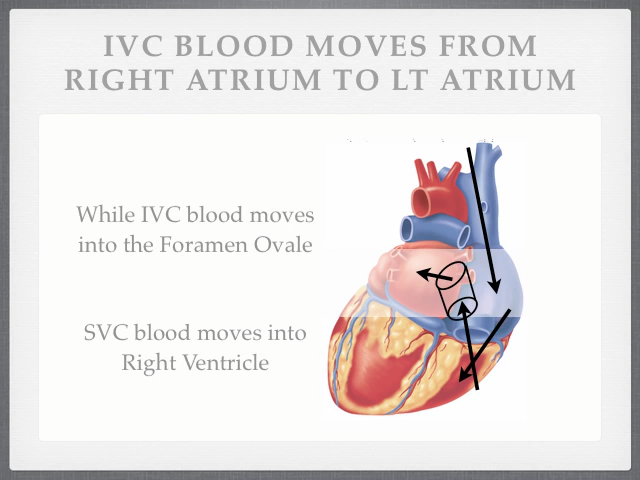 IVC BLOOD MOVES FROM
RIGHT ATRIUM TO LT ATRIUM
While IVC blood moves
into the Foramen Ovale
SVC blood moves into
Right Ventricle